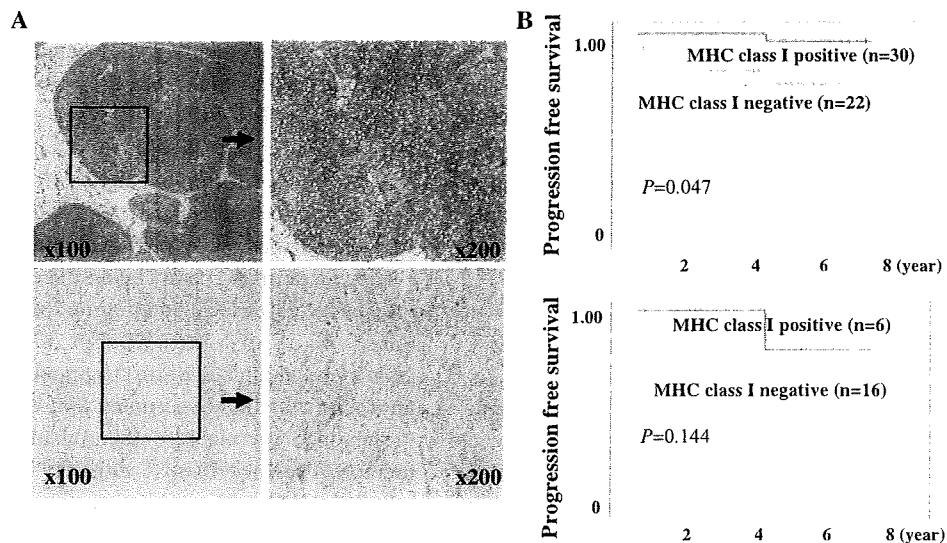 A
x100
x200
x100
x200
B
Progression free survival
1.00
MHC class I positive (n=30)
MHC class I negative (n=22)
P=0.047
0
2 4 6 8 (year)
Progression free survival
1.00
MHC class I positive (n=6)
MHC class I negative (n=16)
P=0.144
0
2 4 6 8 (year)